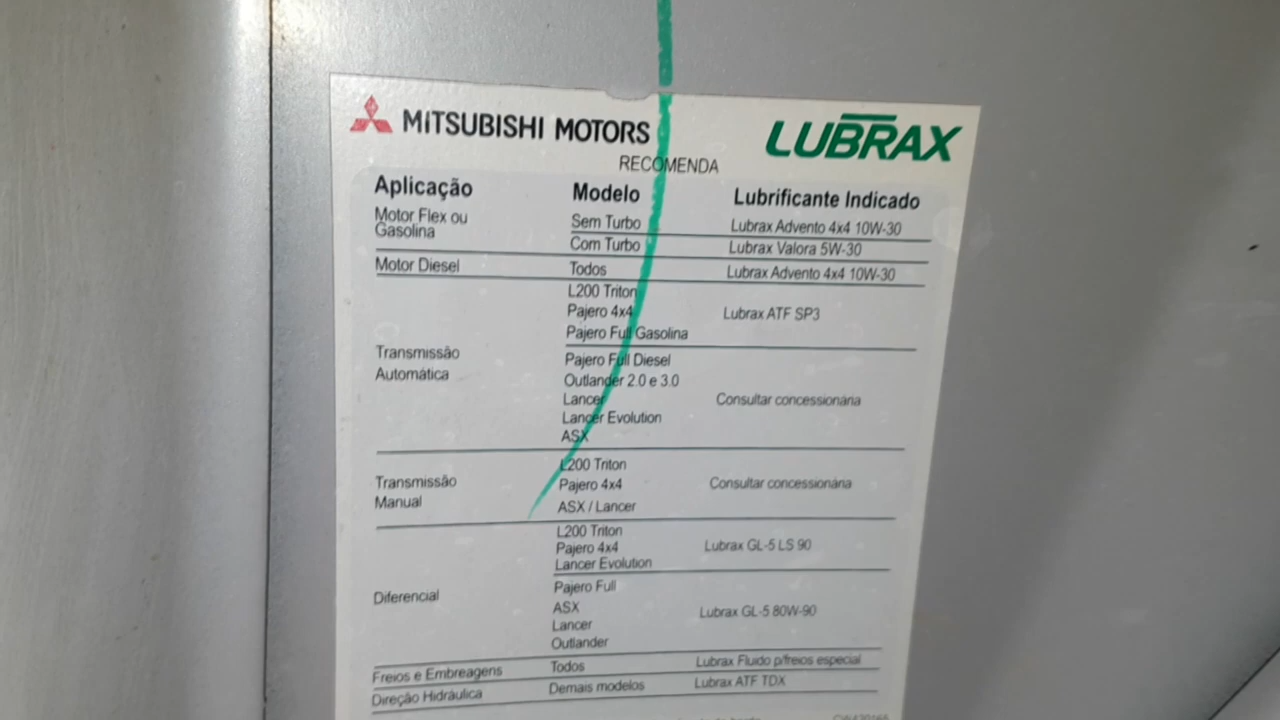 MITSUBISHI MOTORS
LUBRAX
RECOMENDA
Aplicação Modelo Lubrificante Indicado
Motor Flex ou
Gasolina
Sem Turbo Lubrax Advento 4x4 10W-30
Com Turbo Lubrax Valora 5W-30
Motor Diesel Todos Lubrax Advento 4x4 10W-30
Transmissão
Automática
L200 Triton
Pajero 4x4
Pajero Full Gasolina
Lubrax ATF SP3
Pajero Full Diesel
Outlander 2.0 e 3.0
Lancer
Lancer Evolution
ASX
Consultar concessionária
Transmissão
Manual
L200 Triton
Pajero 4x4
ASX / Lancer
Consultar concessionária
Diferencial
L200 Triton
Pajero 4x4
Lancer Evolution
Lubrax GL-5 LS 90
Pajero Full
ASX
Lancer
Outlander
Lubrax GL-5 80W-90
Freios e Embreagens Todos Lubrax Fluido p/freios especial
Direção Hidráulica Demais modelos Lubrax ATF TDX